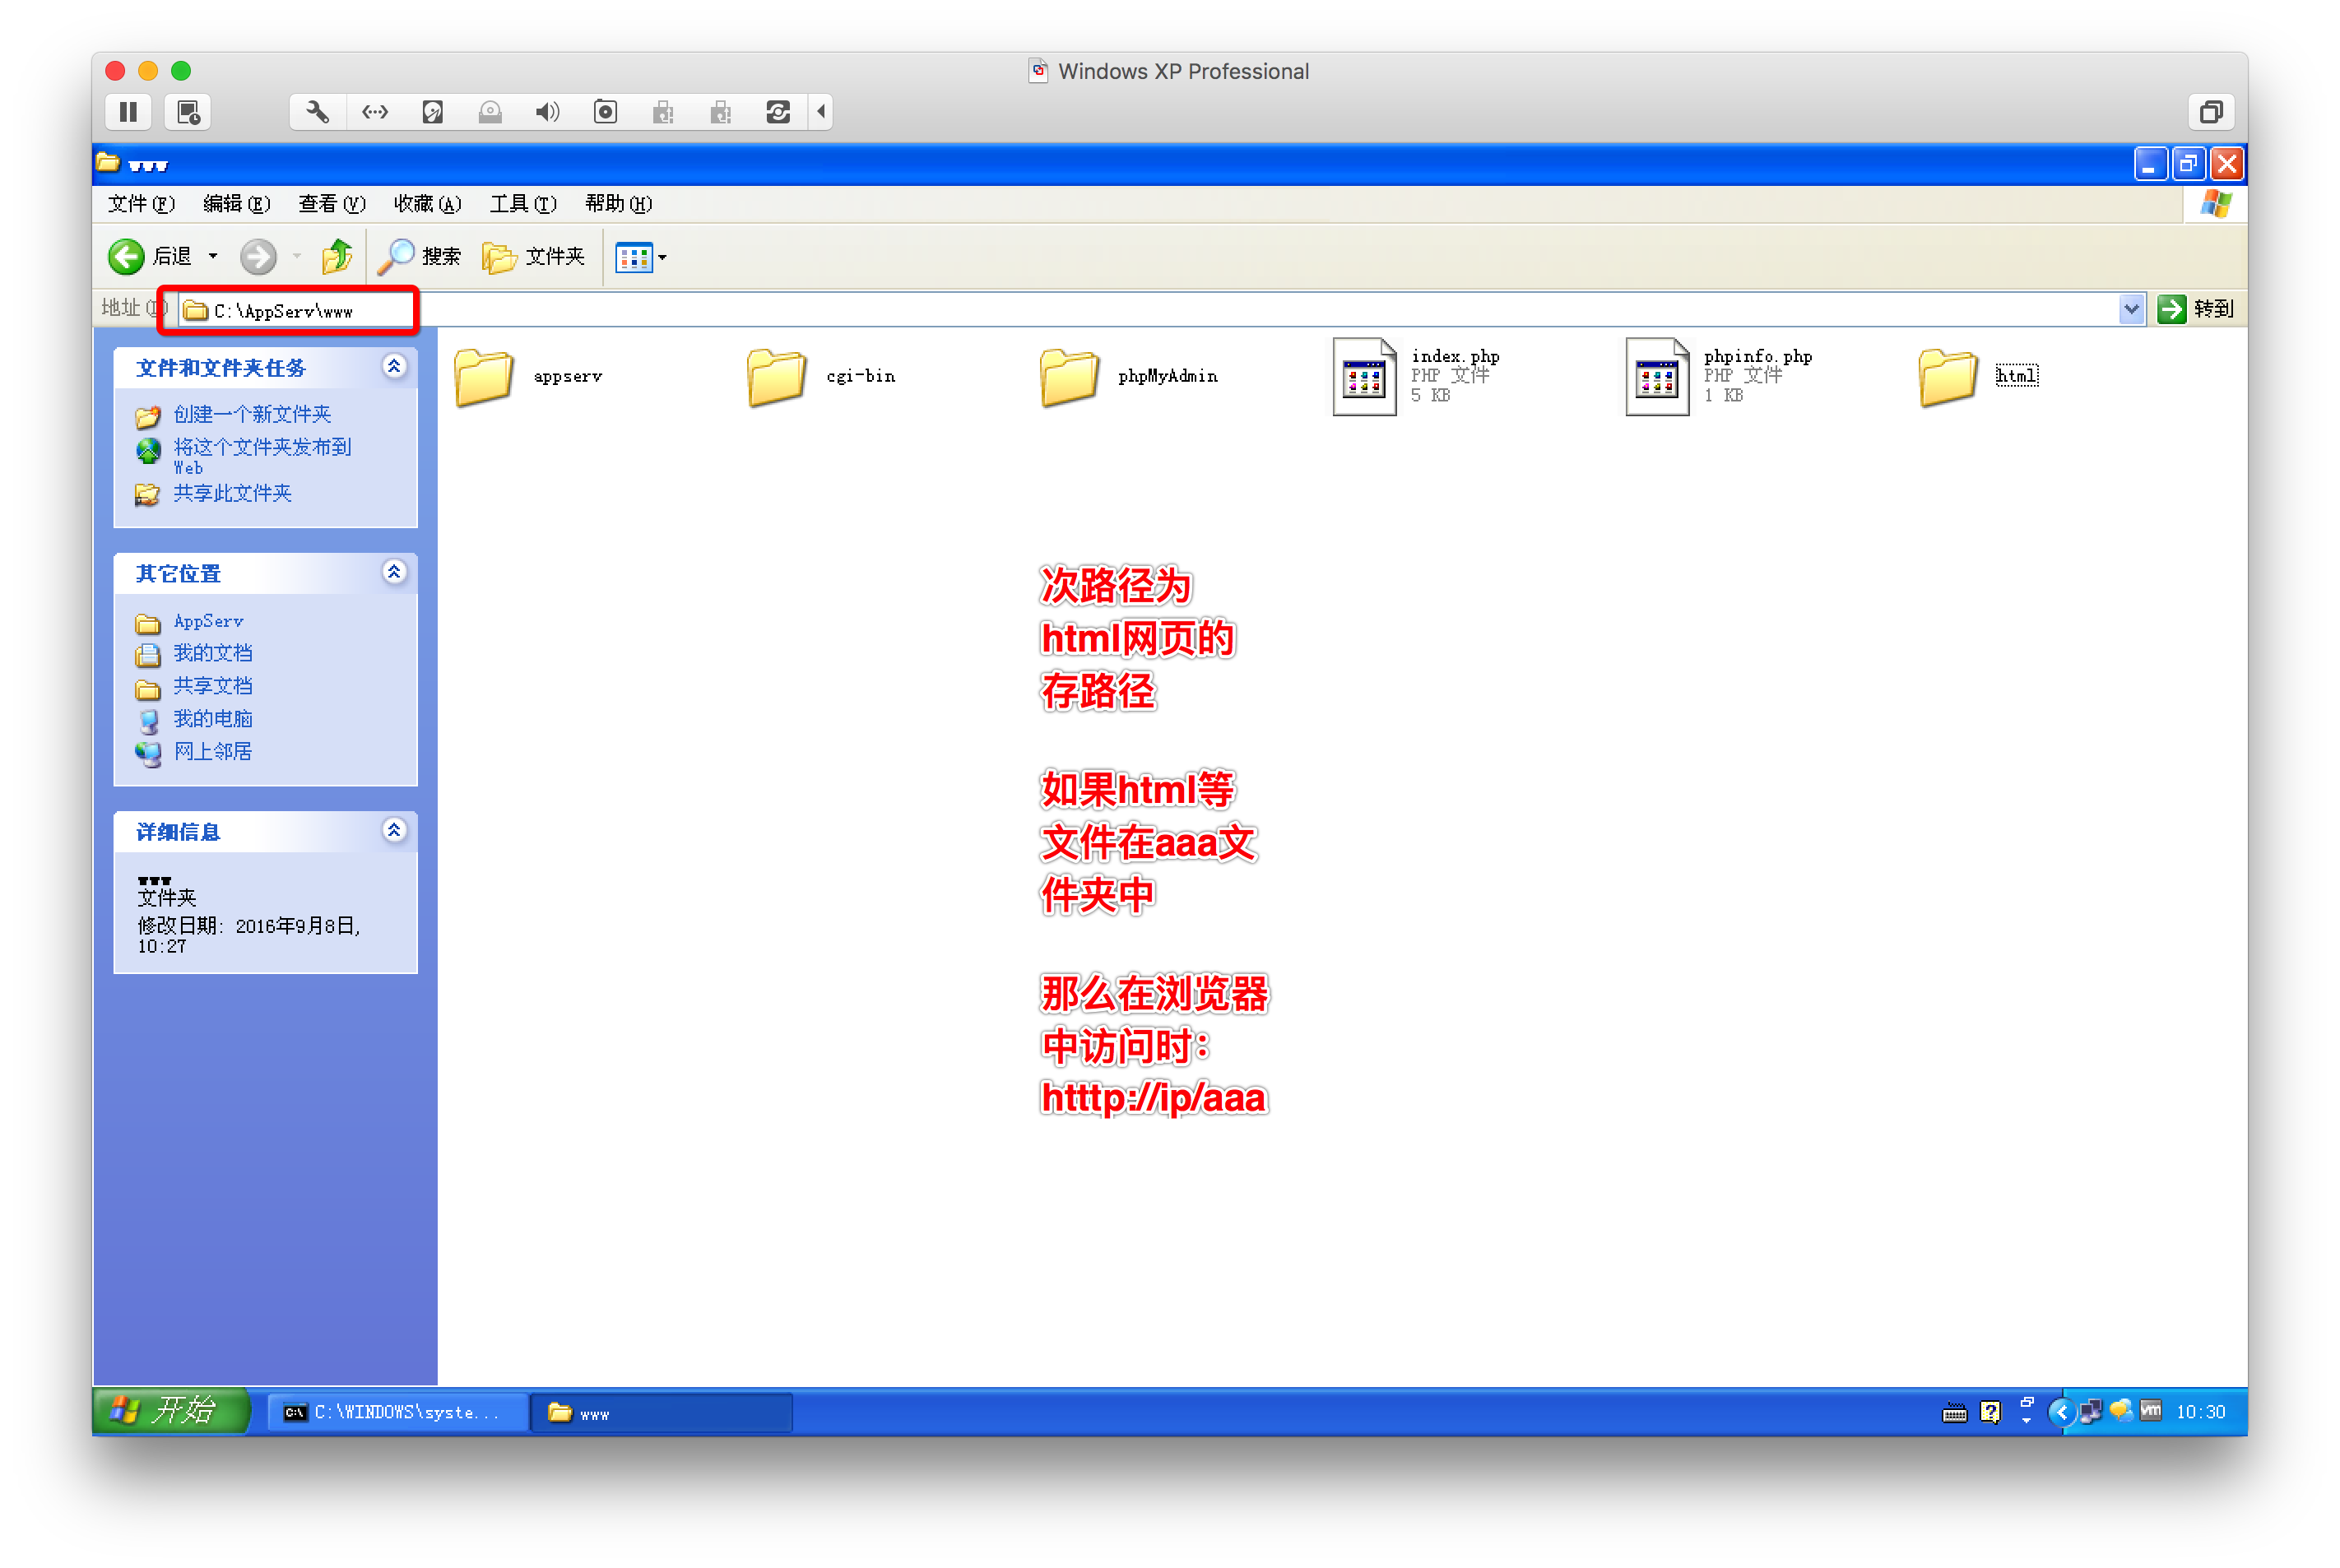 Windows XP Professional
www
文件(F) 编辑(E) 查看(V) 收藏(A) 工具(T) 帮助(H)
后退 搜索 文件夹
地址(D) C:\AppServ\www 转到
文件和文件夹任务
创建一个新文件夹
将这个文件夹发布到
Web
共享此文件夹
其它位置
AppServ
我的文档
共享文档
我的电脑
网上邻居
详细信息
www
文件夹
修改日期: 2016年9月8日,
10:27
appserv
cgi-bin
phpMyAdmin
index.php
PHP 文件
5 KB
phpinfo.php
PHP 文件
1 KB
html
次路径为
html网页的
存路径
如果html等
文件在aaa文
件夹中
那么在浏览器
中访问时：
htttp://ip/aaa
开始 C:\WINDOWS\syste... www vm 10:30